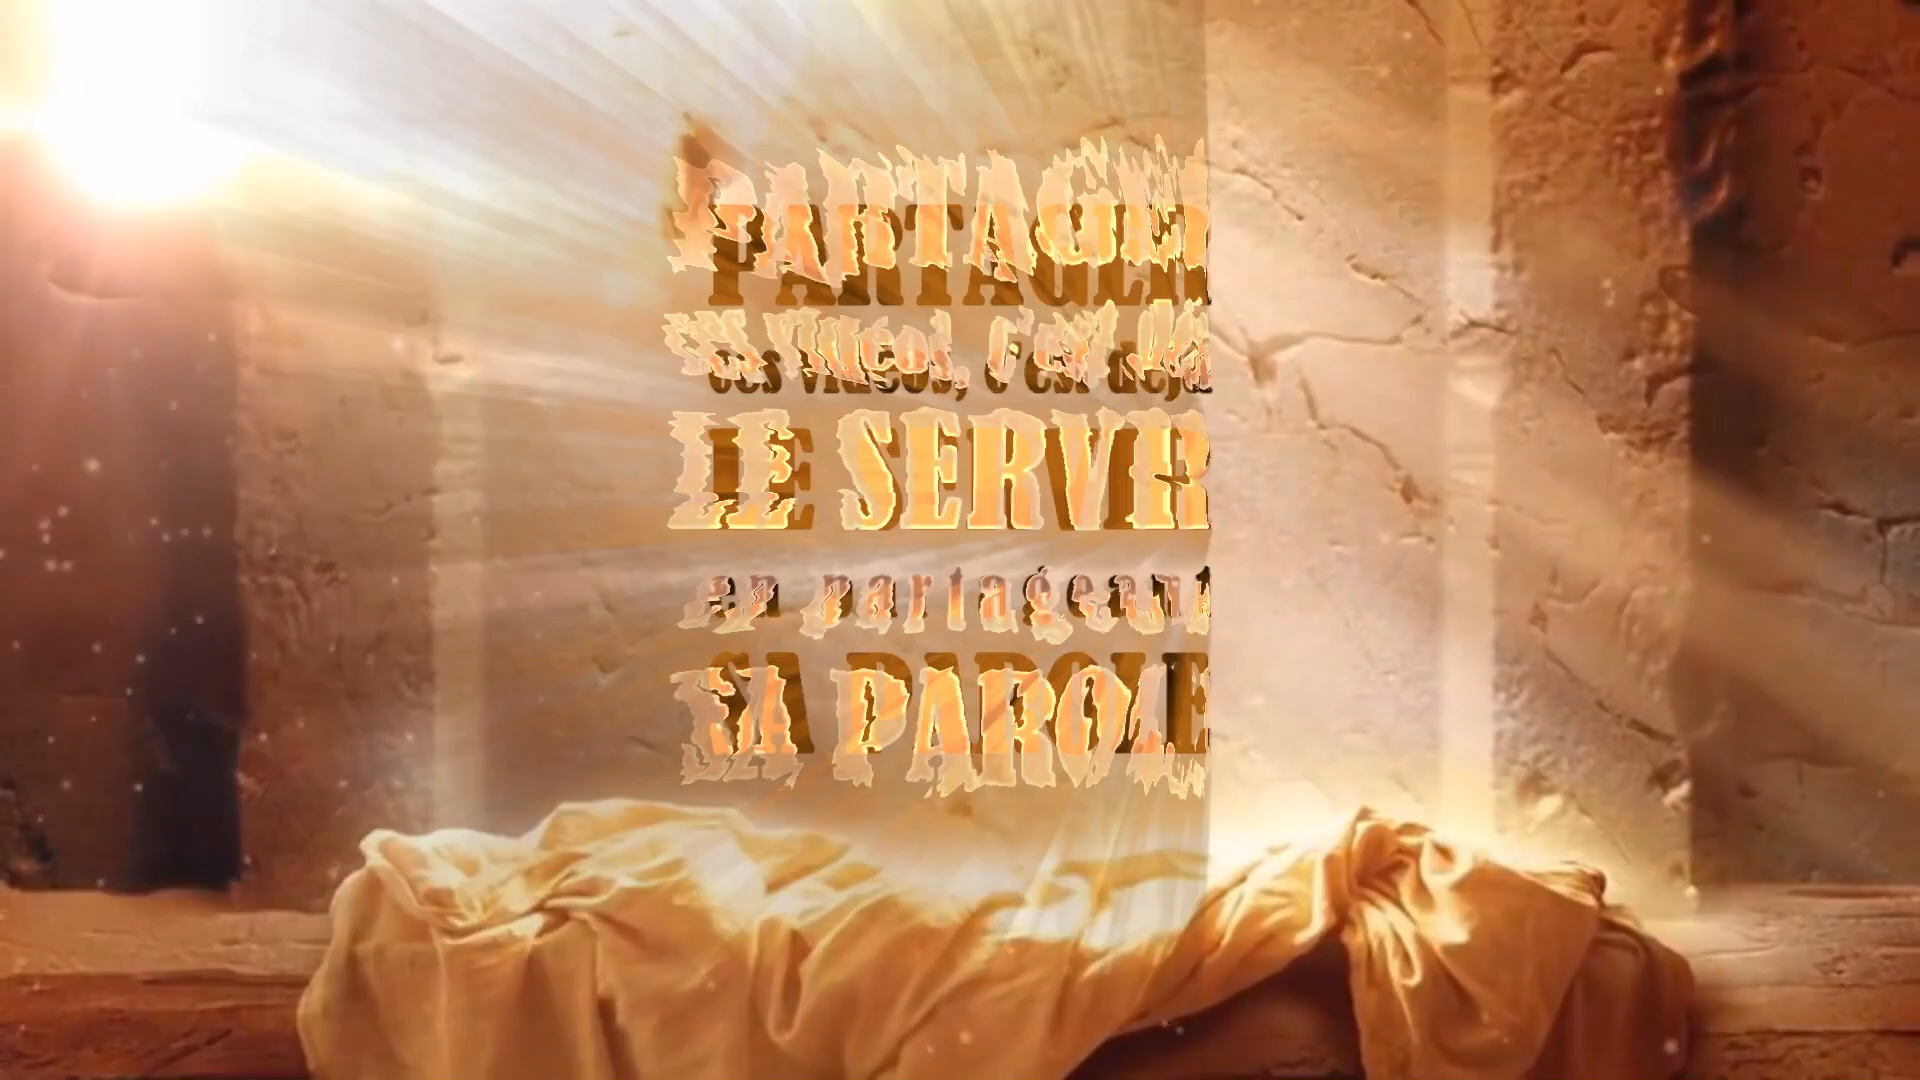 PARTAGER
ces vidéos, c'est déjà
LE SERVIR
en partageant
SA PAROLE